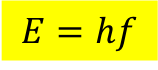 E = hf